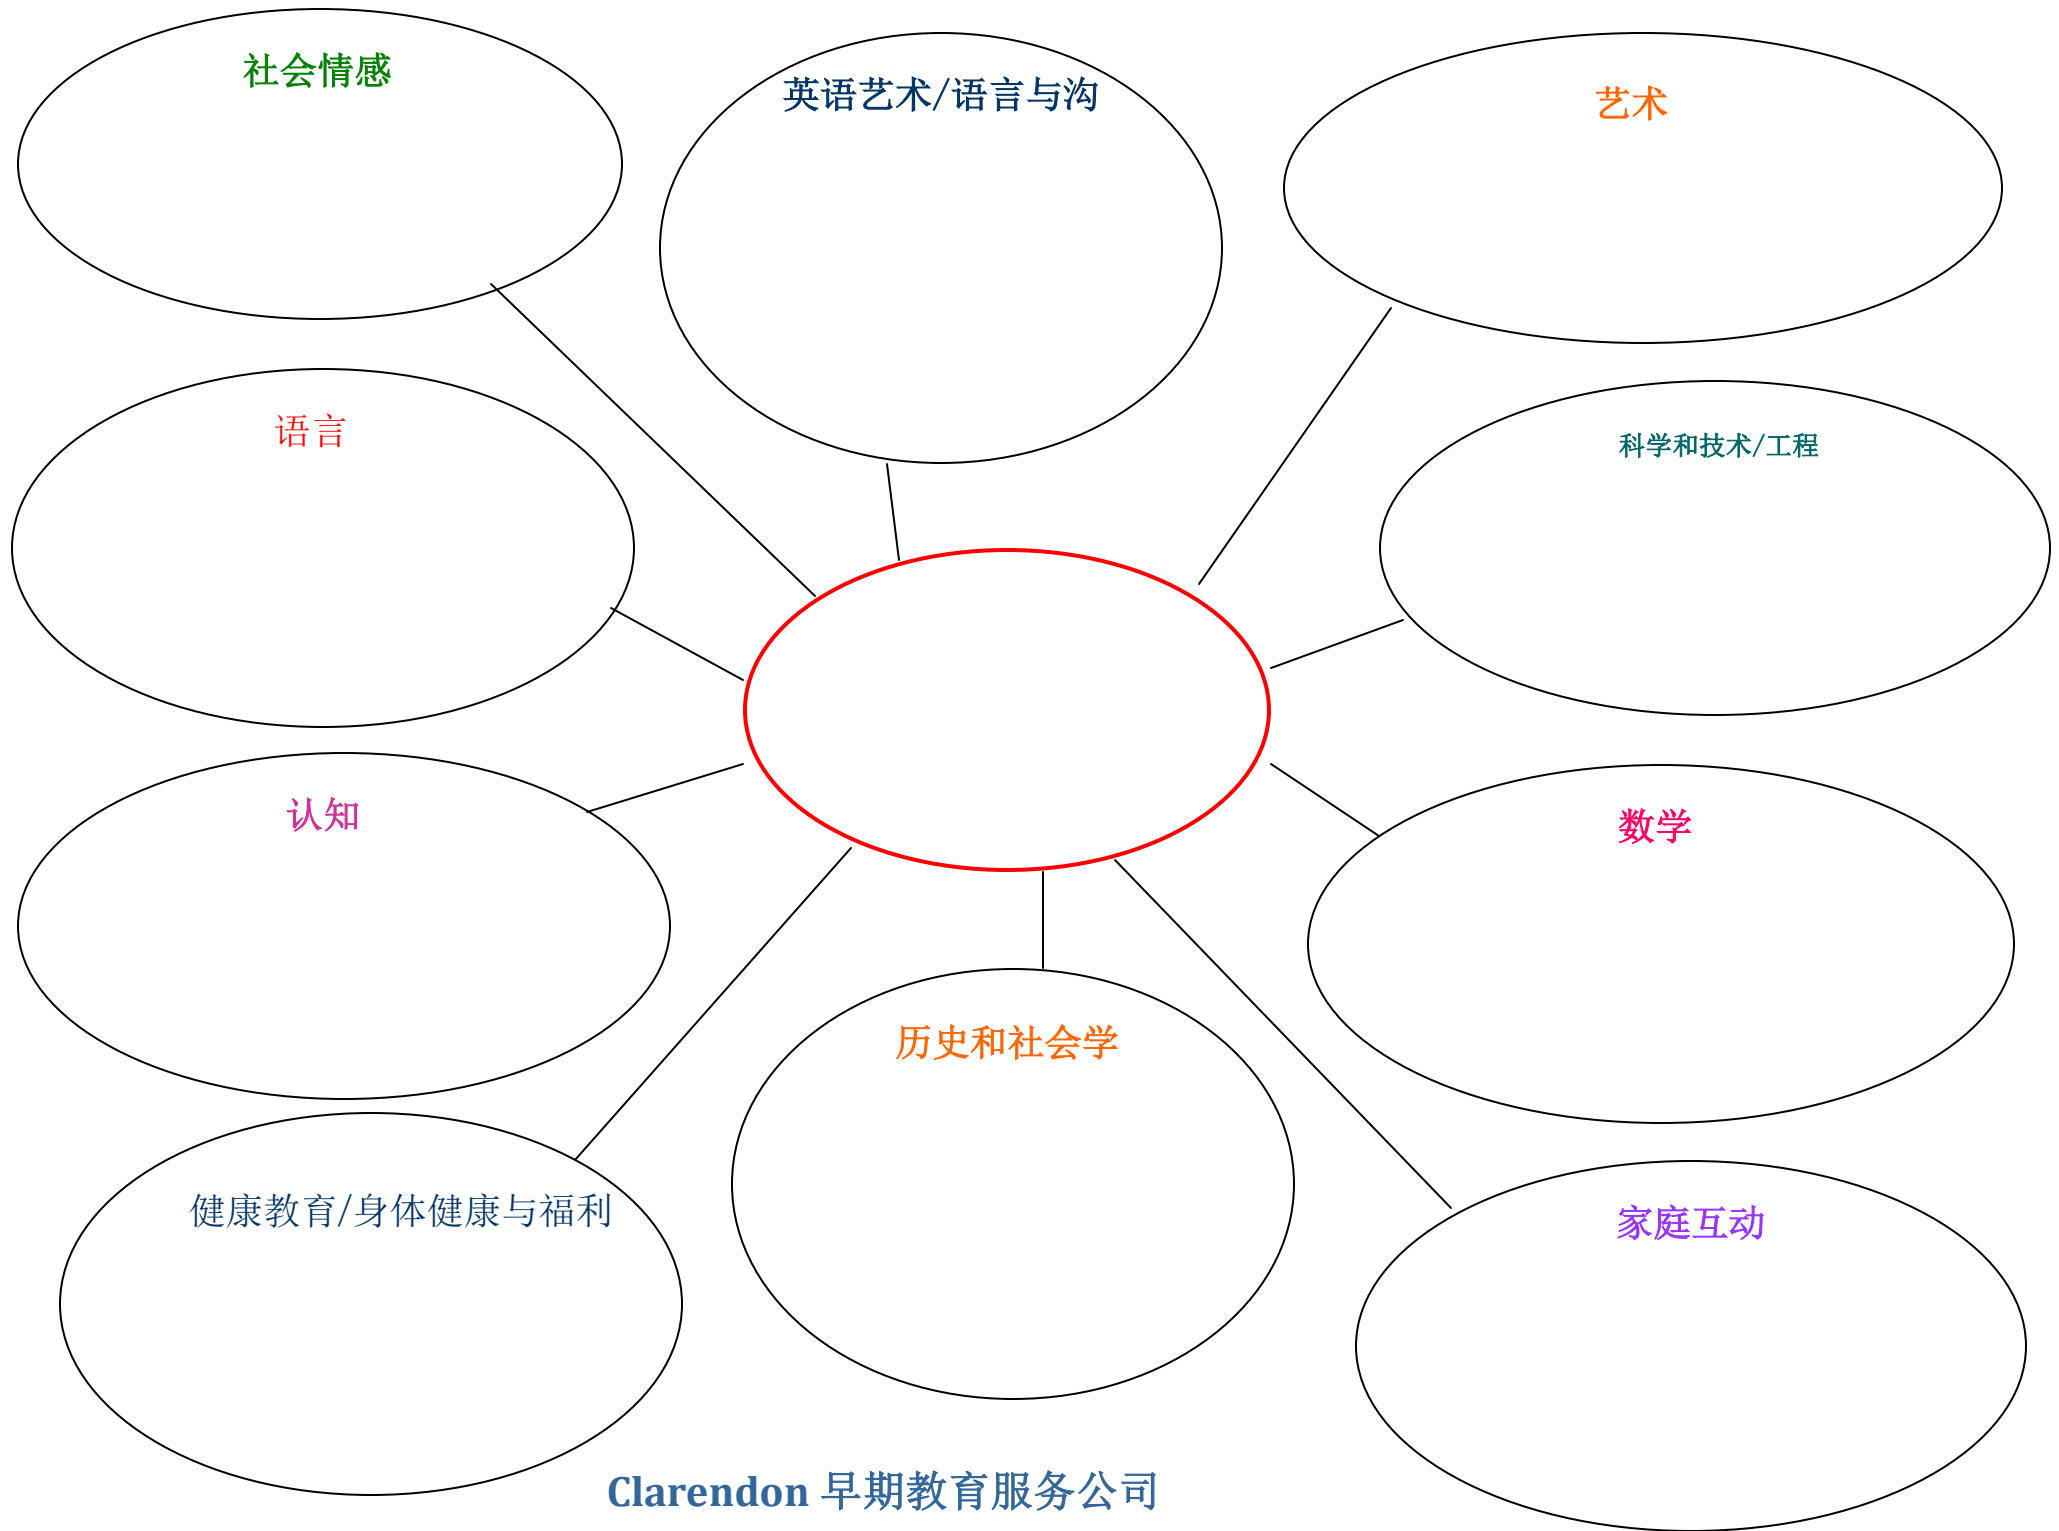 社会情感
英语艺术/语言与沟
艺术
语言
科学和技术/工程
认知
数学
历史和社会学
健康教育/身体健康与福利
家庭互动
Clarendon 早期教育服务公司